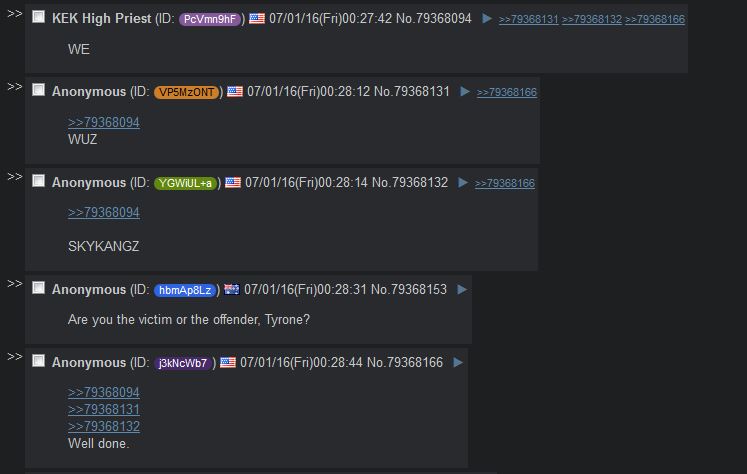 >> KEK High Priest (ID: PcVmn9hF) 07/01/16(Fri)00:27:42 No.79368094 ▶ >>79368131 >>79368132 >>79368166
WE
>> Anonymous (ID: VP5MzONT) 07/01/16(Fri)00:28:12 No.79368131 ▶ >>79368166
>>79368094
WUZ
>> Anonymous (ID: YGWiUL+a) 07/01/16(Fri)00:28:14 No.79368132 ▶ >>79368166
>>79368094
SKYKANGZ
>> Anonymous (ID: hbmAp8Lz) 07/01/16(Fri)00:28:31 No.79368153 ▶
Are you the victim or the offender, Tyrone?
>> Anonymous (ID: j3kNcWb7) 07/01/16(Fri)00:28:44 No.79368166 ▶
>>79368094
>>79368131
>>79368132
Well done.